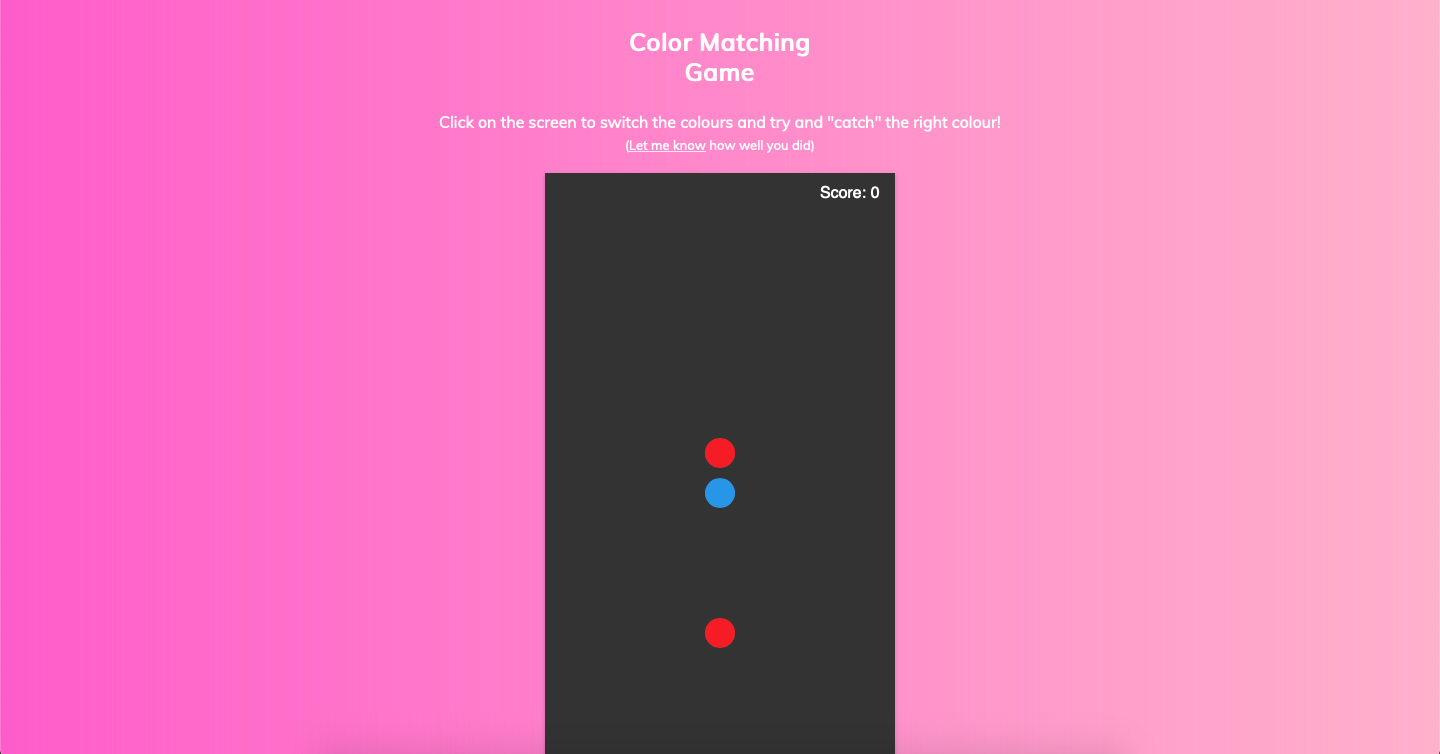 Color Matching
Game
Click on the screen to switch the colours and try and "catch" the right colour!
(Let me know how well you did)
Score: 0